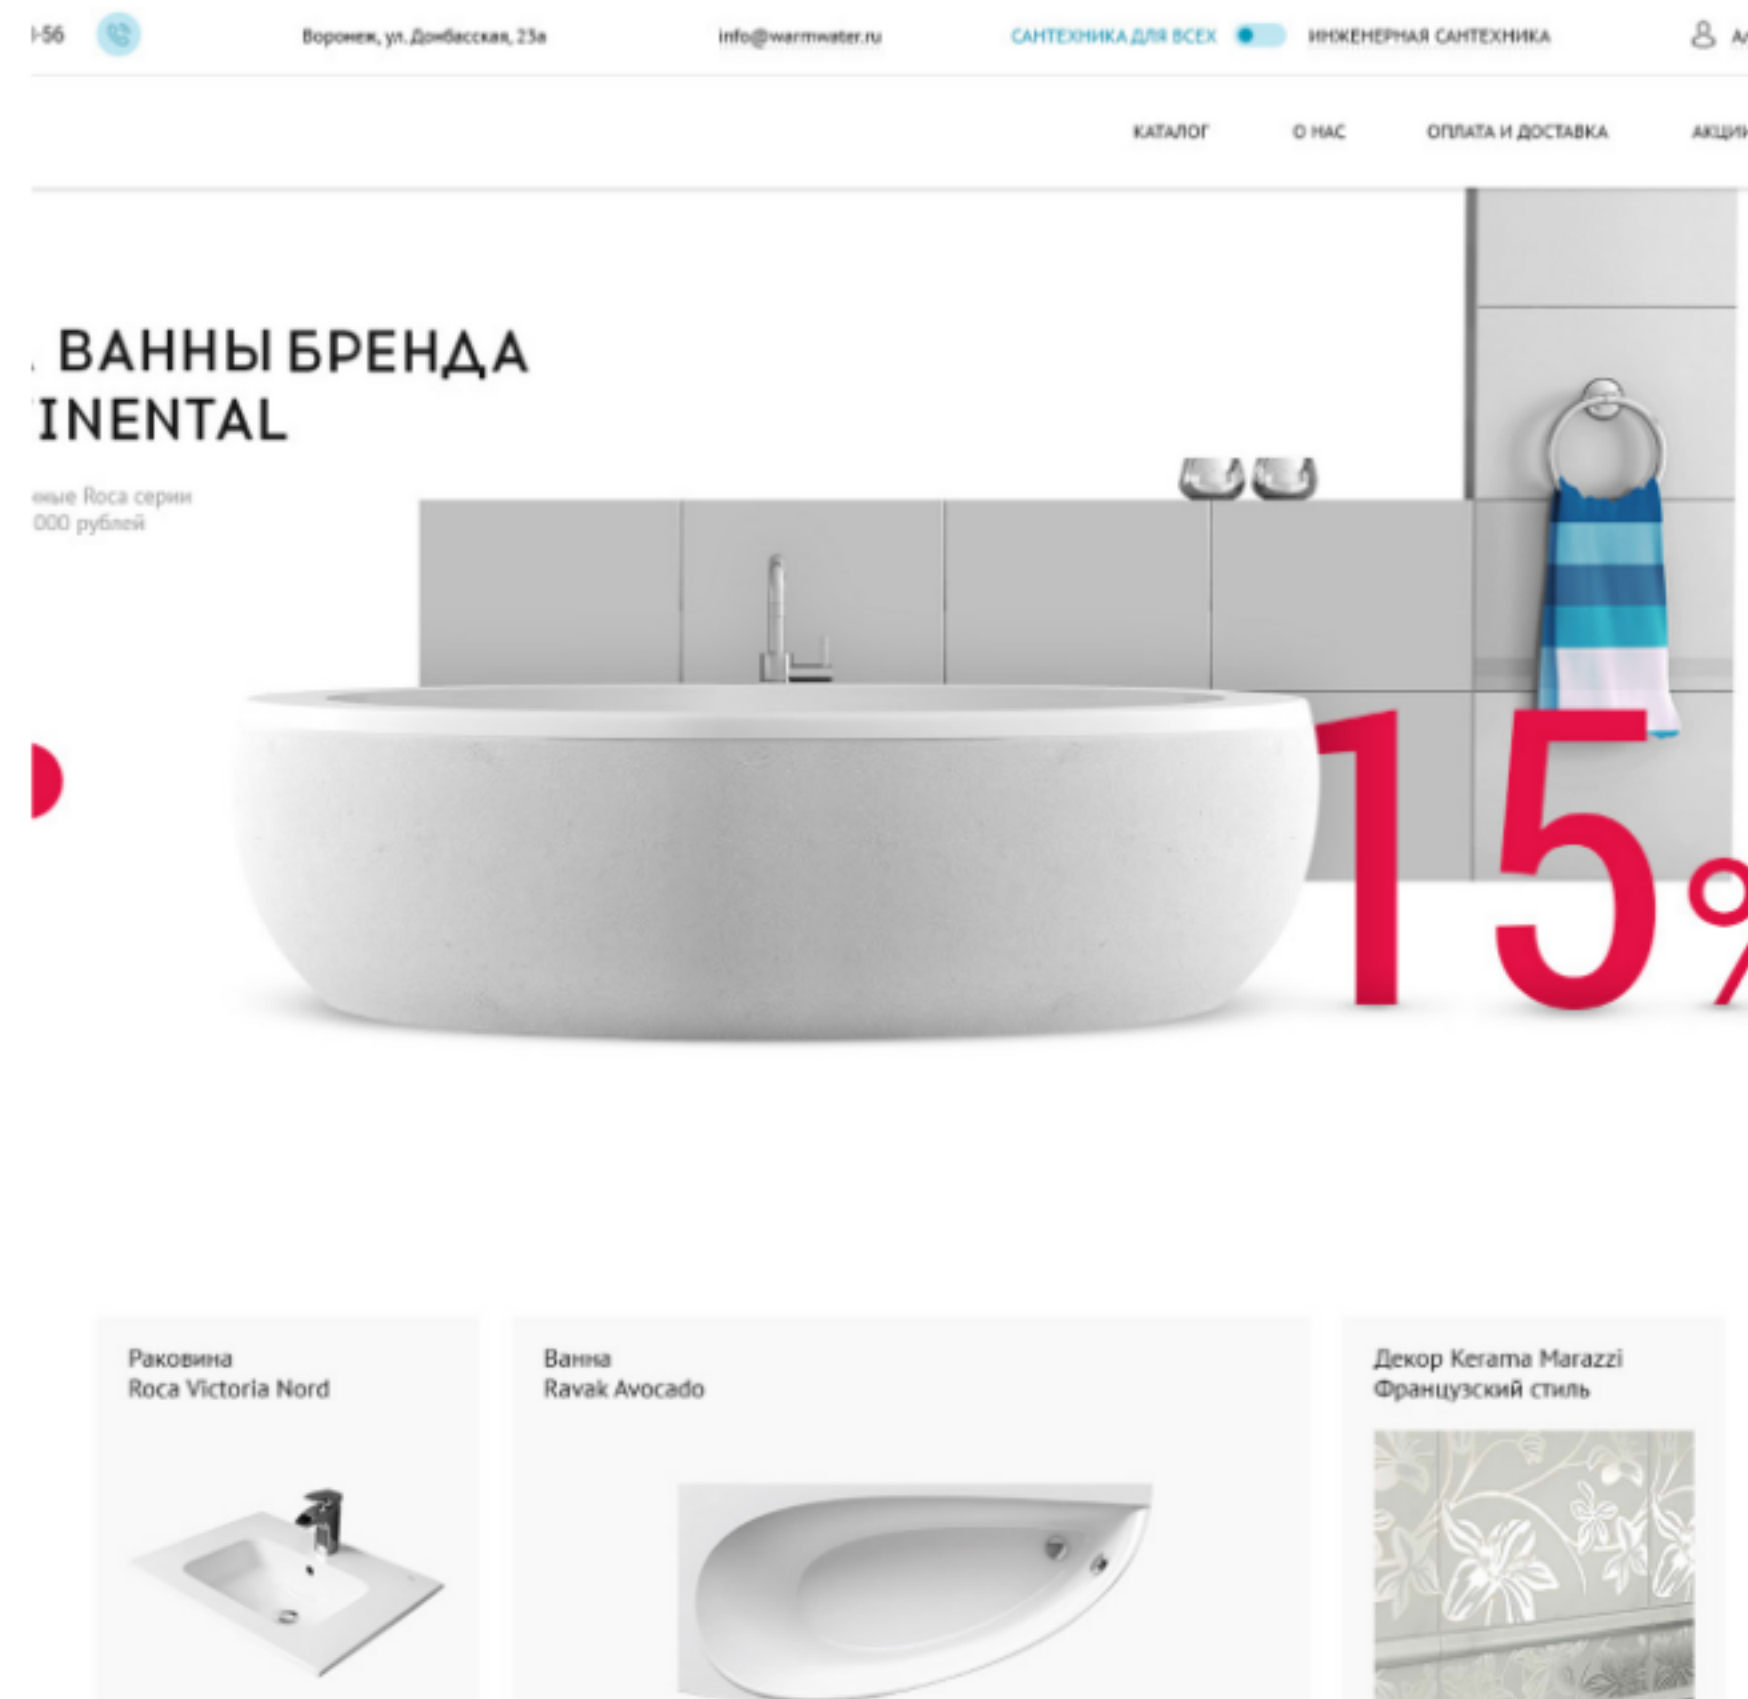 -56
Воронеж, ул. Донбасская, 23а
info@warmwater.ru
САНТЕХНИКА ДЛЯ ВСЕХ
ИНЖЕНЕРНАЯ САНТЕХНИКА
КАТАЛОГ
О НАС
ОПЛАТА И ДОСТАВКА
АКЦИИ
ВАННЫ БРЕНДА
INENTAL
Roca серии
000 рублей
15%
Раковина
Roca Victoria Nord
Ванна
Ravak Avocado
Декор Kerama Marazzi
Французский стиль